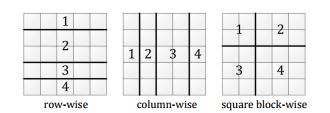 1
2
3
4
row-wise
1 2 3 4
column-wise
1 2
3 4
square block-wise